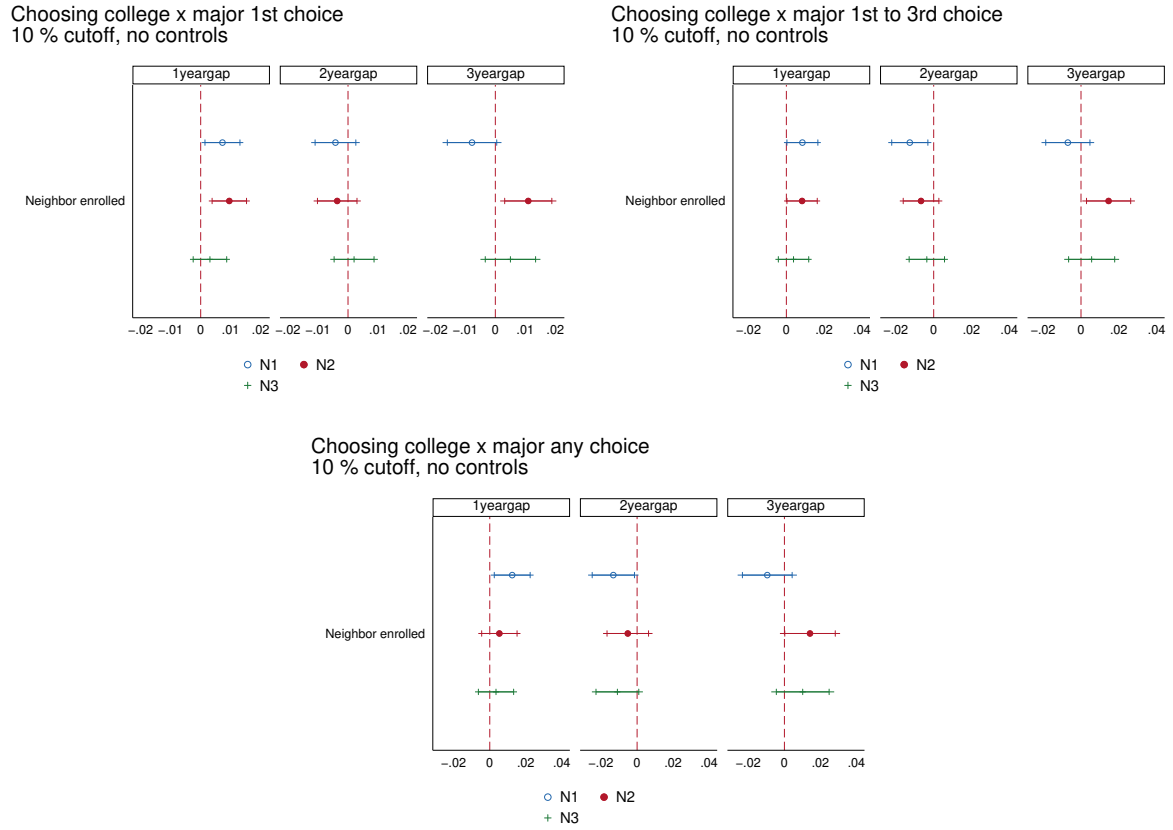 Choosing college x major 1st choice
10 % cutoff, no controls
1yeargap 2yeargap 3yeargap
Neighbor enrolled
−.02 −.01 0 .01 .02 −.02 −.01 0 .01 .02 −.02 −.01 0 .01 .02
N1 N2
N3
Choosing college x major 1st to 3rd choice
10 % cutoff, no controls
1yeargap 2yeargap 3yeargap
Neighbor enrolled
−.02 0 .02 .04 −.02 0 .02 .04 −.02 0 .02 .04
N1 N2
N3
Choosing college x major any choice
10 % cutoff, no controls
1yeargap 2yeargap 3yeargap
Neighbor enrolled
−.02 0 .02 .04 −.02 0 .02 .04 −.02 0 .02 .04
N1 N2
N3